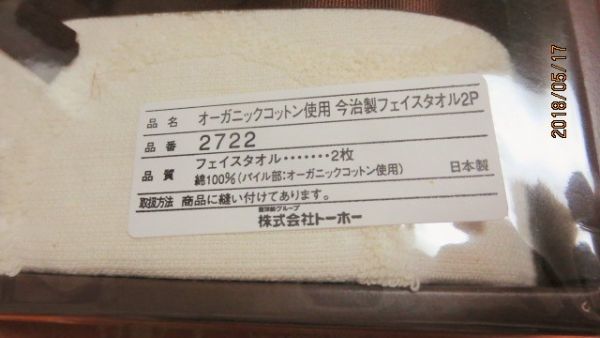 品名 オーガニックコットン使用 今治製フェイスタオル2P
品番 2722
品質 フェイスタオル・・・・・・・2枚
綿100%(パイル部:オーガニックコットン使用) 日本製
取扱方法 商品に縫い付けてあります。
株式会社トーホー
2018/05/17